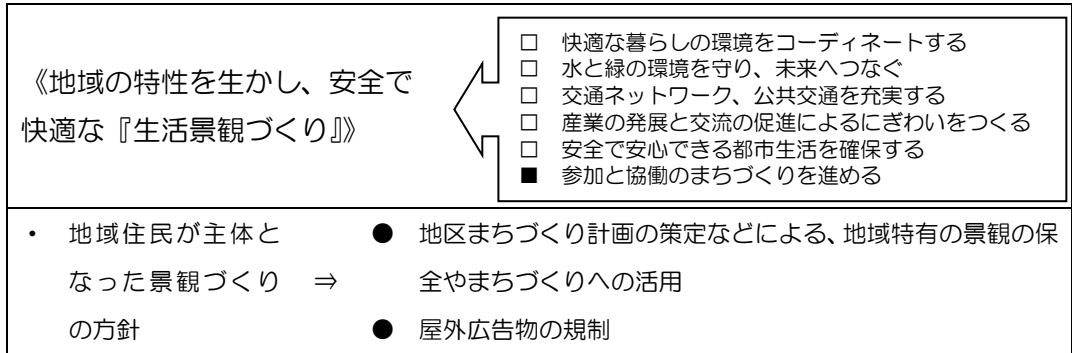 《地域の特性を生かし、安全で
快適な『生活景観づくり』》
□ 快適な暮らしの環境をコーディネートする
□ 水と緑の環境を守り、未来へつなぐ
□ 交通ネットワーク、公共交通を充実する
□ 産業の発展と交流の促進によるにぎわいをつくる
□ 安全で安心できる都市生活を確保する
■ 参加と協働のまちづくりを進める
・ 地域住民が主体と
なった景観づくり ⇒
の方針
● 地区まちづくり計画の策定などによる、地域特有の景観の保
全やまちづくりへの活用
● 屋外広告物の規制